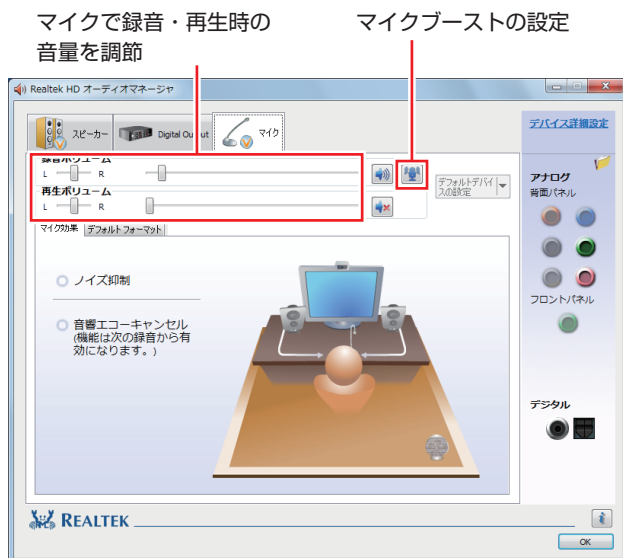 マイクで録音・再生時の
音量を調節
マイクブーストの設定
Realtek HD オーディオマネージャ
スピーカー
Digital Output
マイク
デバイス詳細設定
録音ボリューム
L R
デフォルトデバイ
スの設定
再生ボリューム
L R
アナログ
背面パネル
マイク効果 デフォルトフォーマット
ノイズ抑制
音響エコーキャンセル
(機能は次の録音から有
効になります。)
フロントパネル
デジタル
REALTEK
i
OK